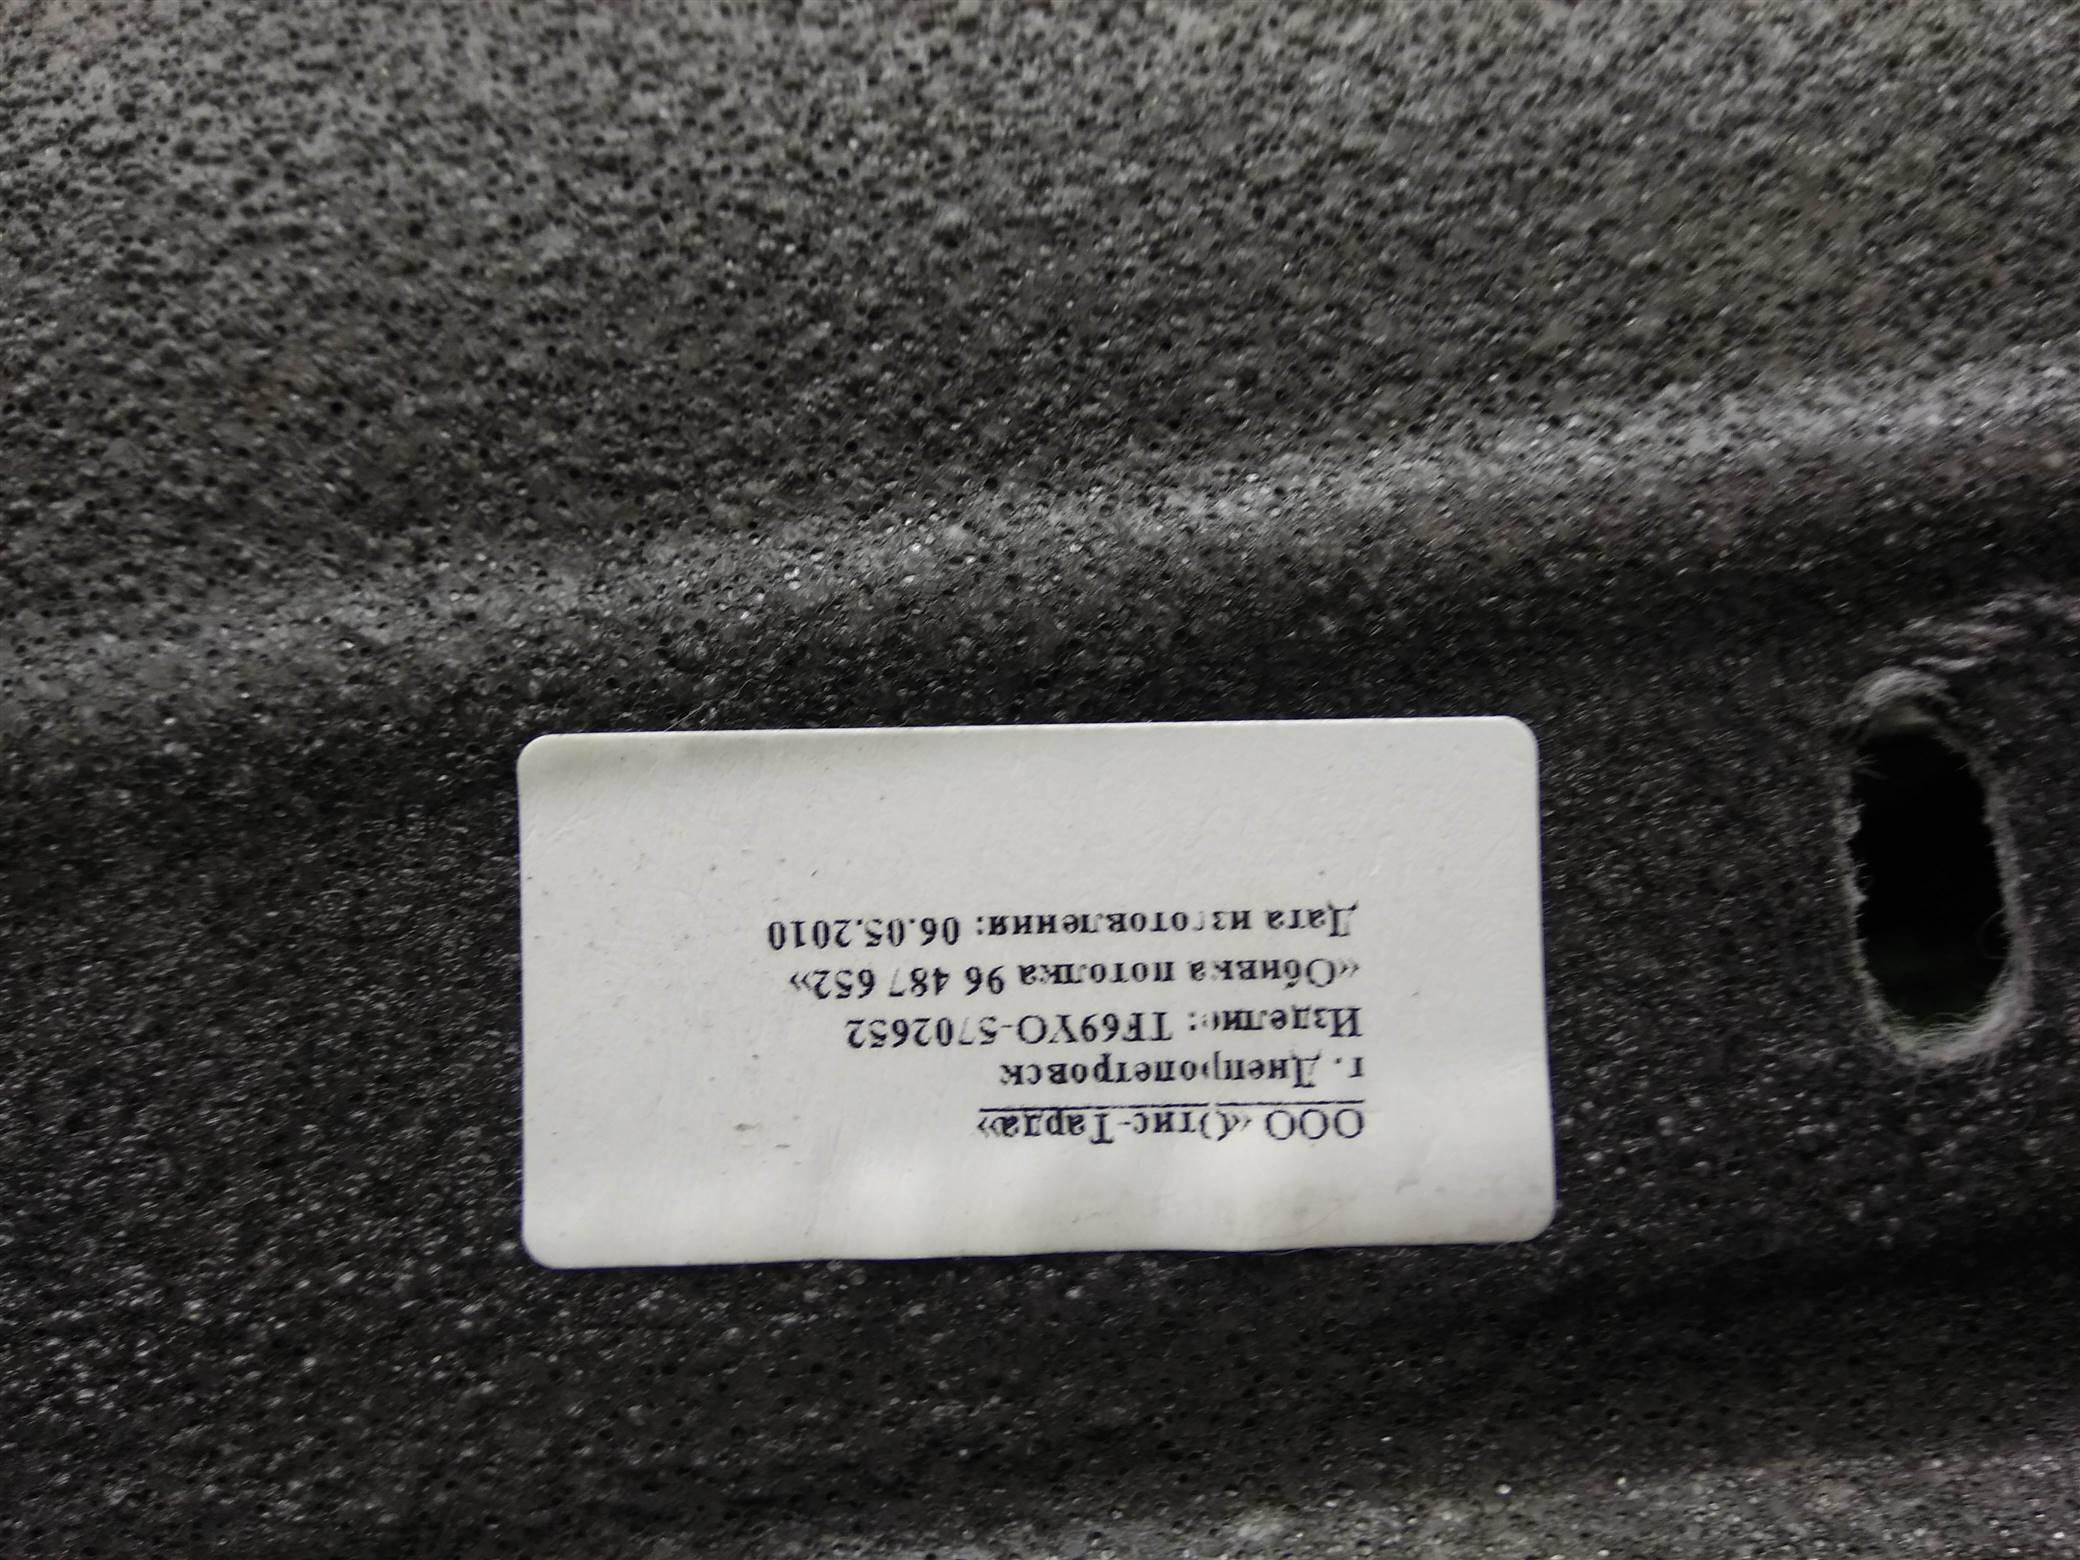 ООО «Отис-Тарда»
г. Днепропетровск
Изделие: TF69YO-5702652
«Обивка потолка 96 487 652»
Дата изготовления: 06.05.2010